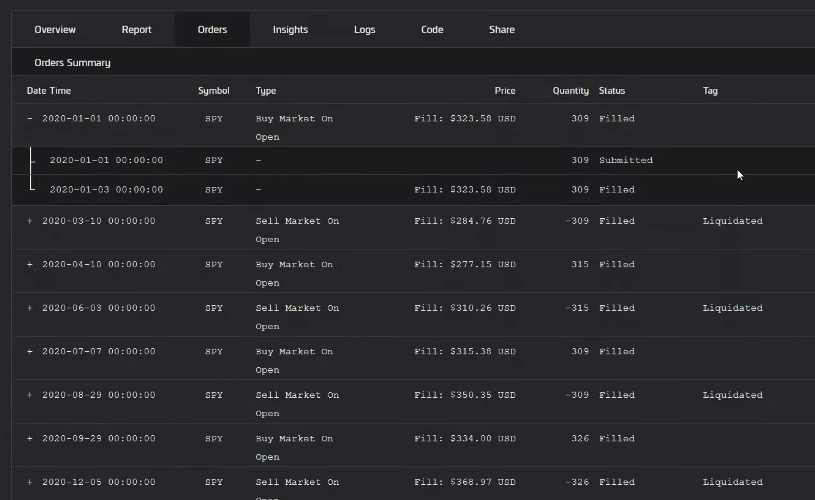 Overview Report Orders Insights Logs Code Share
Orders Summary
Date Time Symbol Type Price Quantity Status Tag
- 2020-01-01 00:00:00 SPY Buy Market On Open Fill: $323.58 USD 309 Filled
2020-01-01 00:00:00 SPY - 309 Submitted
2020-01-03 00:00:00 SPY - Fill: $323.58 USD 309 Filled
+ 2020-03-10 00:00:00 SPY Sell Market On Open Fill: $284.76 USD -309 Filled Liquidated
+ 2020-04-10 00:00:00 SPY Buy Market On Open Fill: $277.15 USD 315 Filled
+ 2020-06-03 00:00:00 SPY Sell Market On Open Fill: $310.26 USD -315 Filled Liquidated
+ 2020-07-07 00:00:00 SPY Buy Market On Open Fill: $315.38 USD 309 Filled
+ 2020-08-29 00:00:00 SPY Sell Market On Open Fill: $350.35 USD -309 Filled Liquidated
+ 2020-09-29 00:00:00 SPY Buy Market On Open Fill: $334.00 USD 326 Filled
+ 2020-12-05 00:00:00 SPY Sell Market On Open Fill: $368.97 USD -326 Filled Liquidated